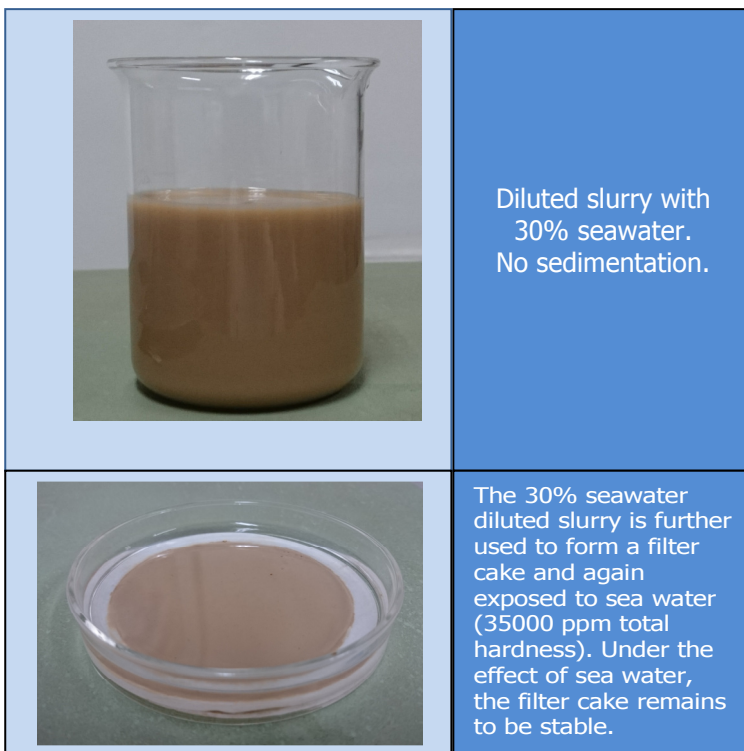 Diluted slurry with
30% seawater.
No sedimentation.
The 30% seawater
diluted slurry is further
used to form a filter
cake and again
exposed to sea water
(35000 ppm total
hardness). Under the
effect of sea water,
the filter cake remains
to be stable.